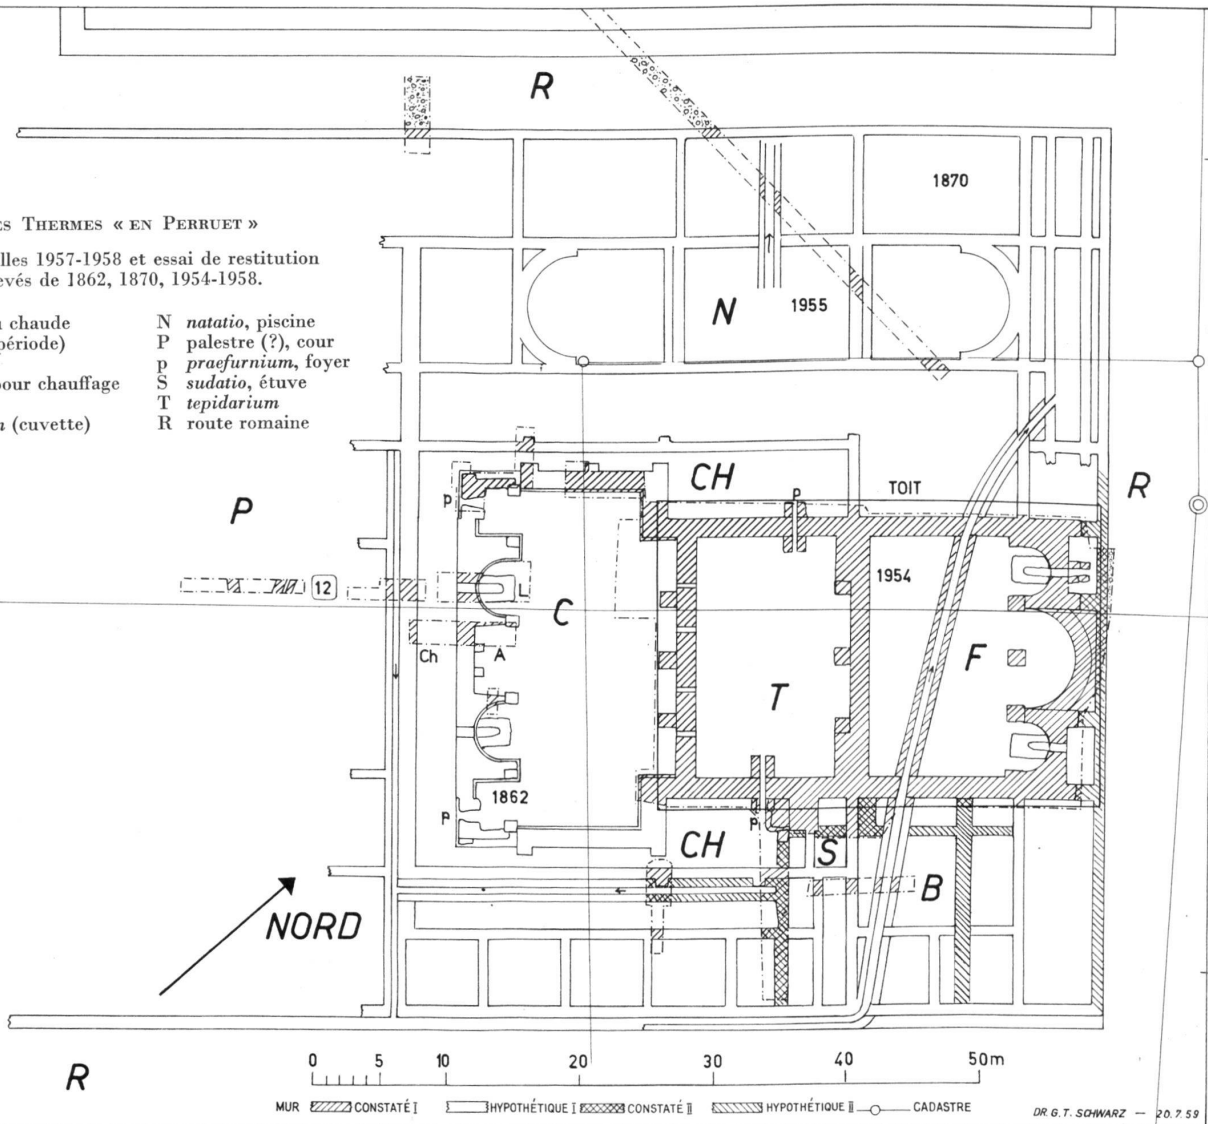 R
1870
ES THERMES « EN PERRUET »
lles 1957-1958 et essai de restitution
evés de 1862, 1870, 1954-1958.
chaude
période)
pour chauffage
(cuvette)
N natatio, piscine
P palestre (?), cour
p praefurnium, foyer
S sudatio, étuve
T tepidarium
R route romaine
N
1955
CH
p
TOIT
R
P
p
12
L
C
1954
F
Ch
A
T
1862
p
p
CH
S
B
NORD
R
0 5 10 20 30 40 50m
MUR CONSTATÉ I HYPOTHÉTIQUE I CONSTATÉ II HYPOTHÉTIQUE II CADASTRE
DR. G. T. SCHWARZ — 20.7.59